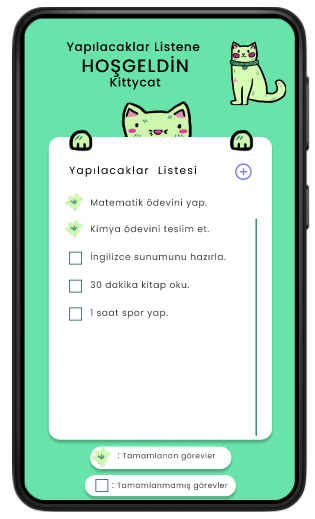 Yapılacaklar Listene
HOŞGELDİN
Kittycat
Yapılacaklar Listesi
Matematik ödevini yap.
Kimya ödevini teslim et.
İngilizce sunumunu hazırla.
30 dakika kitap oku.
1 saat spor yap.
: Tamamlanan görevler
: Tamamlanmamış görevler